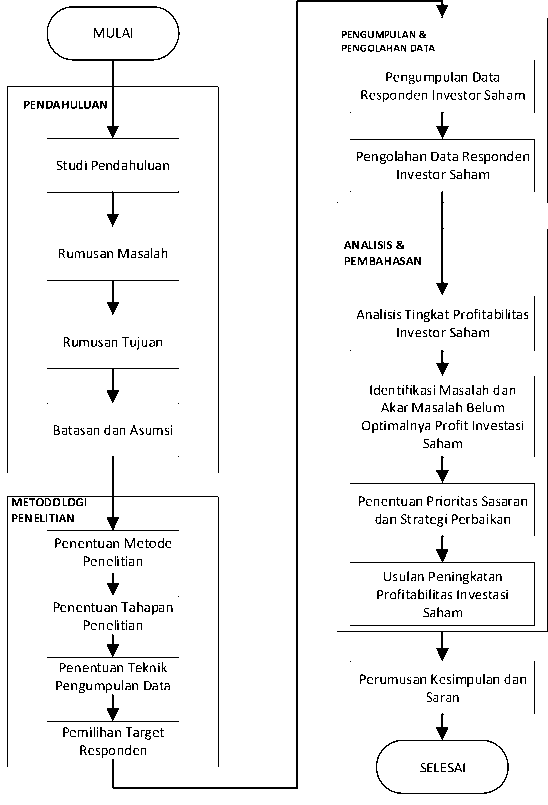 MULAI
PENDAHULUAN
Studi Pendahuluan
Rumusan Masalah
Rumusan Tujuan
Batasan dan Asumsi
METODOLOGI
PENELITIAN
Penentuan Metode
Penelitian
Penentuan Tahapan
Penelitian
Penentuan Teknik
Pengumpulan Data
Pemilihan Target
Responden
PENGUMPULAN &
PENGOLAHAN DATA
Pengumpulan Data
Responden Investor Saham
Pengolahan Data Responden
Investor Saham
ANALISIS &
PEMBAHASAN
Analisis Tingkat Profitabilitas
Investor Saham
Identifikasi Masalah dan
Akar Masalah Belum
Optimalnya Profit Investasi
Saham
Penentuan Prioritas Sasaran
dan Strategi Perbaikan
Usulan Peningkatan
Profitabilitas Investasi
Saham
Perumusan Kesimpulan dan
Saran
SELESAI